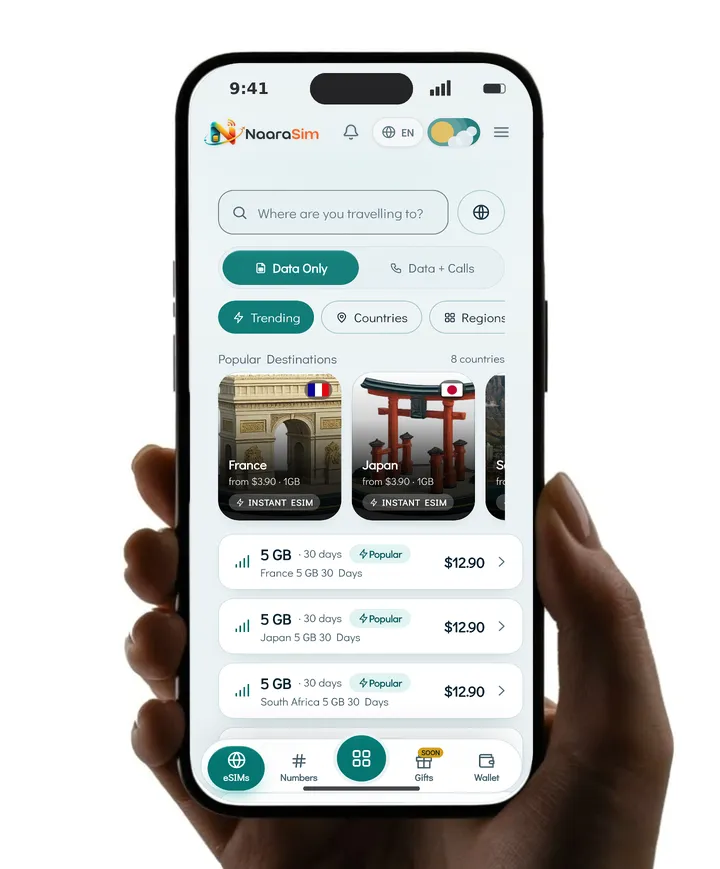 9:41
NaaraSim
EN
Where are you travelling to?
Data Only
Data + Calls
Trending
Countries
Regions
Popular Destinations
8 countries
France
from $3.90 · 1GB
INSTANT ESIM
Japan
from $3.90 · 1GB
INSTANT ESIM
5 GB · 30 days Popular
$12.90
France 5 GB 30 Days
5 GB · 30 days Popular
$12.90
Japan 5 GB 30 Days
5 GB · 30 days Popular
$12.90
South Africa 5 GB 30 Days
SOON
eSIMs
Numbers
Gifts
Wallet